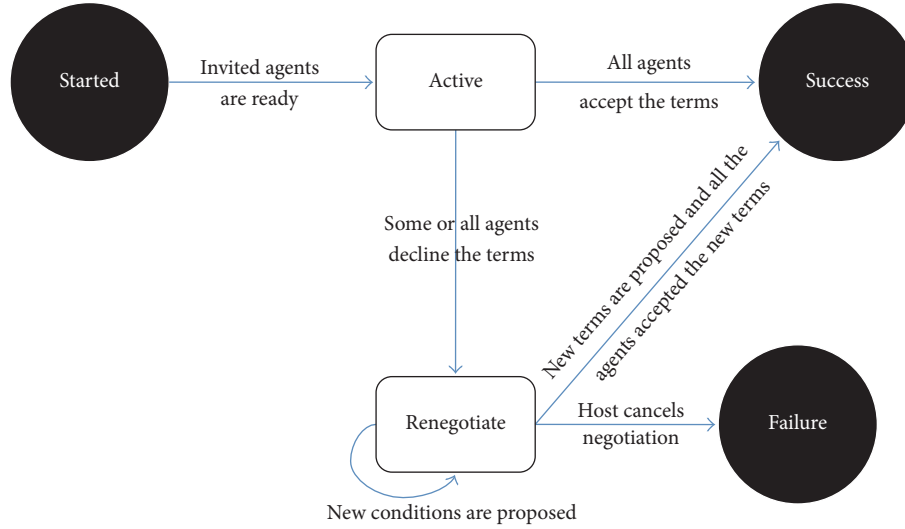 Started
Invited agents
are ready
Active
All agents
accept the terms
Success
Some or all agents
decline the terms
New terms are proposed and all the
agents accepted the new terms
Renegotiate
Host cancels
negotiation
Failure
New conditions are proposed